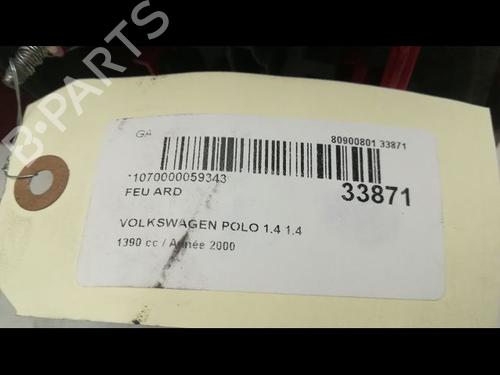 B-PARTS
GA
80900801 33871
*1070000059343
33871
FEU ARD
VOLKSWAGEN POLO 1.4 1.4
1390 cc / Année 2000